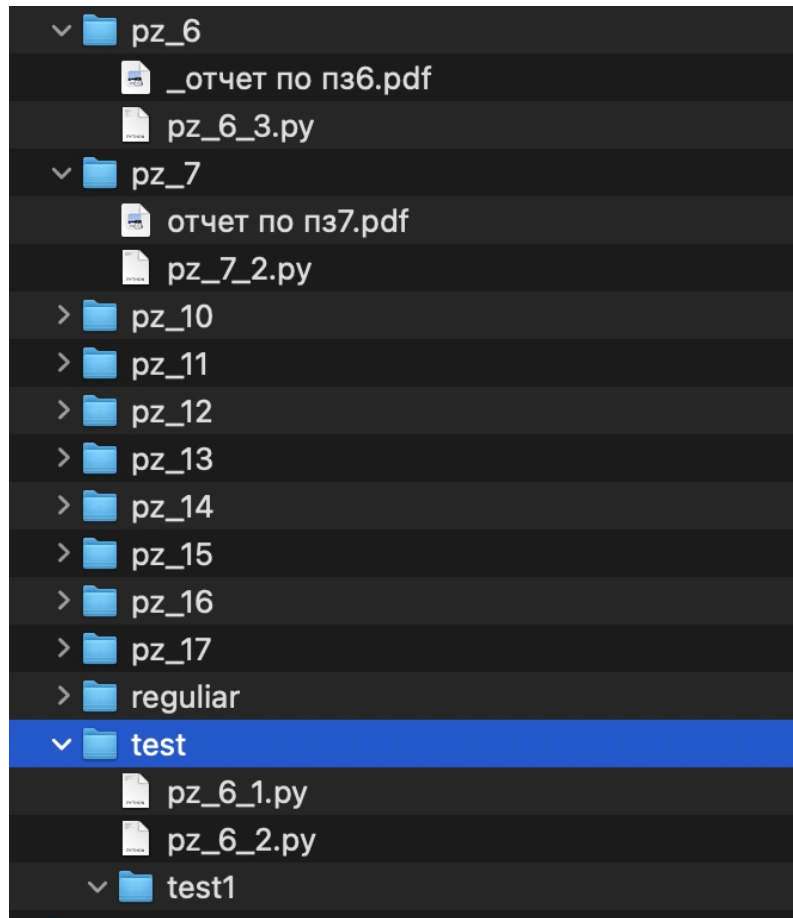 pz_6
_отчет по пз6.pdf
pz_6_3.py
pz_7
отчет по пз7.pdf
pz_7_2.py
pz_10
pz_11
pz_12
pz_13
pz_14
pz_15
pz_16
pz_17
reguliar
test
pz_6_1.py
pz_6_2.py
test1